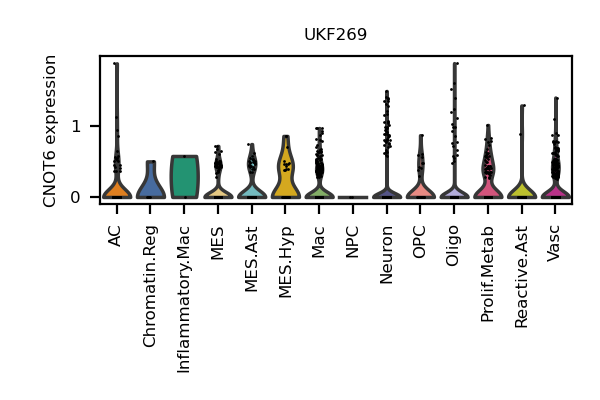 UKF269
CNOT6 expression
1
0
AC
Chromatin.Reg
Inflammatory.Mac
MES
MES.Ast
MES.Hyp
Mac
NPC
Neuron
OPC
Oligo
Prolif.Metab
Reactive.Ast
Vasc